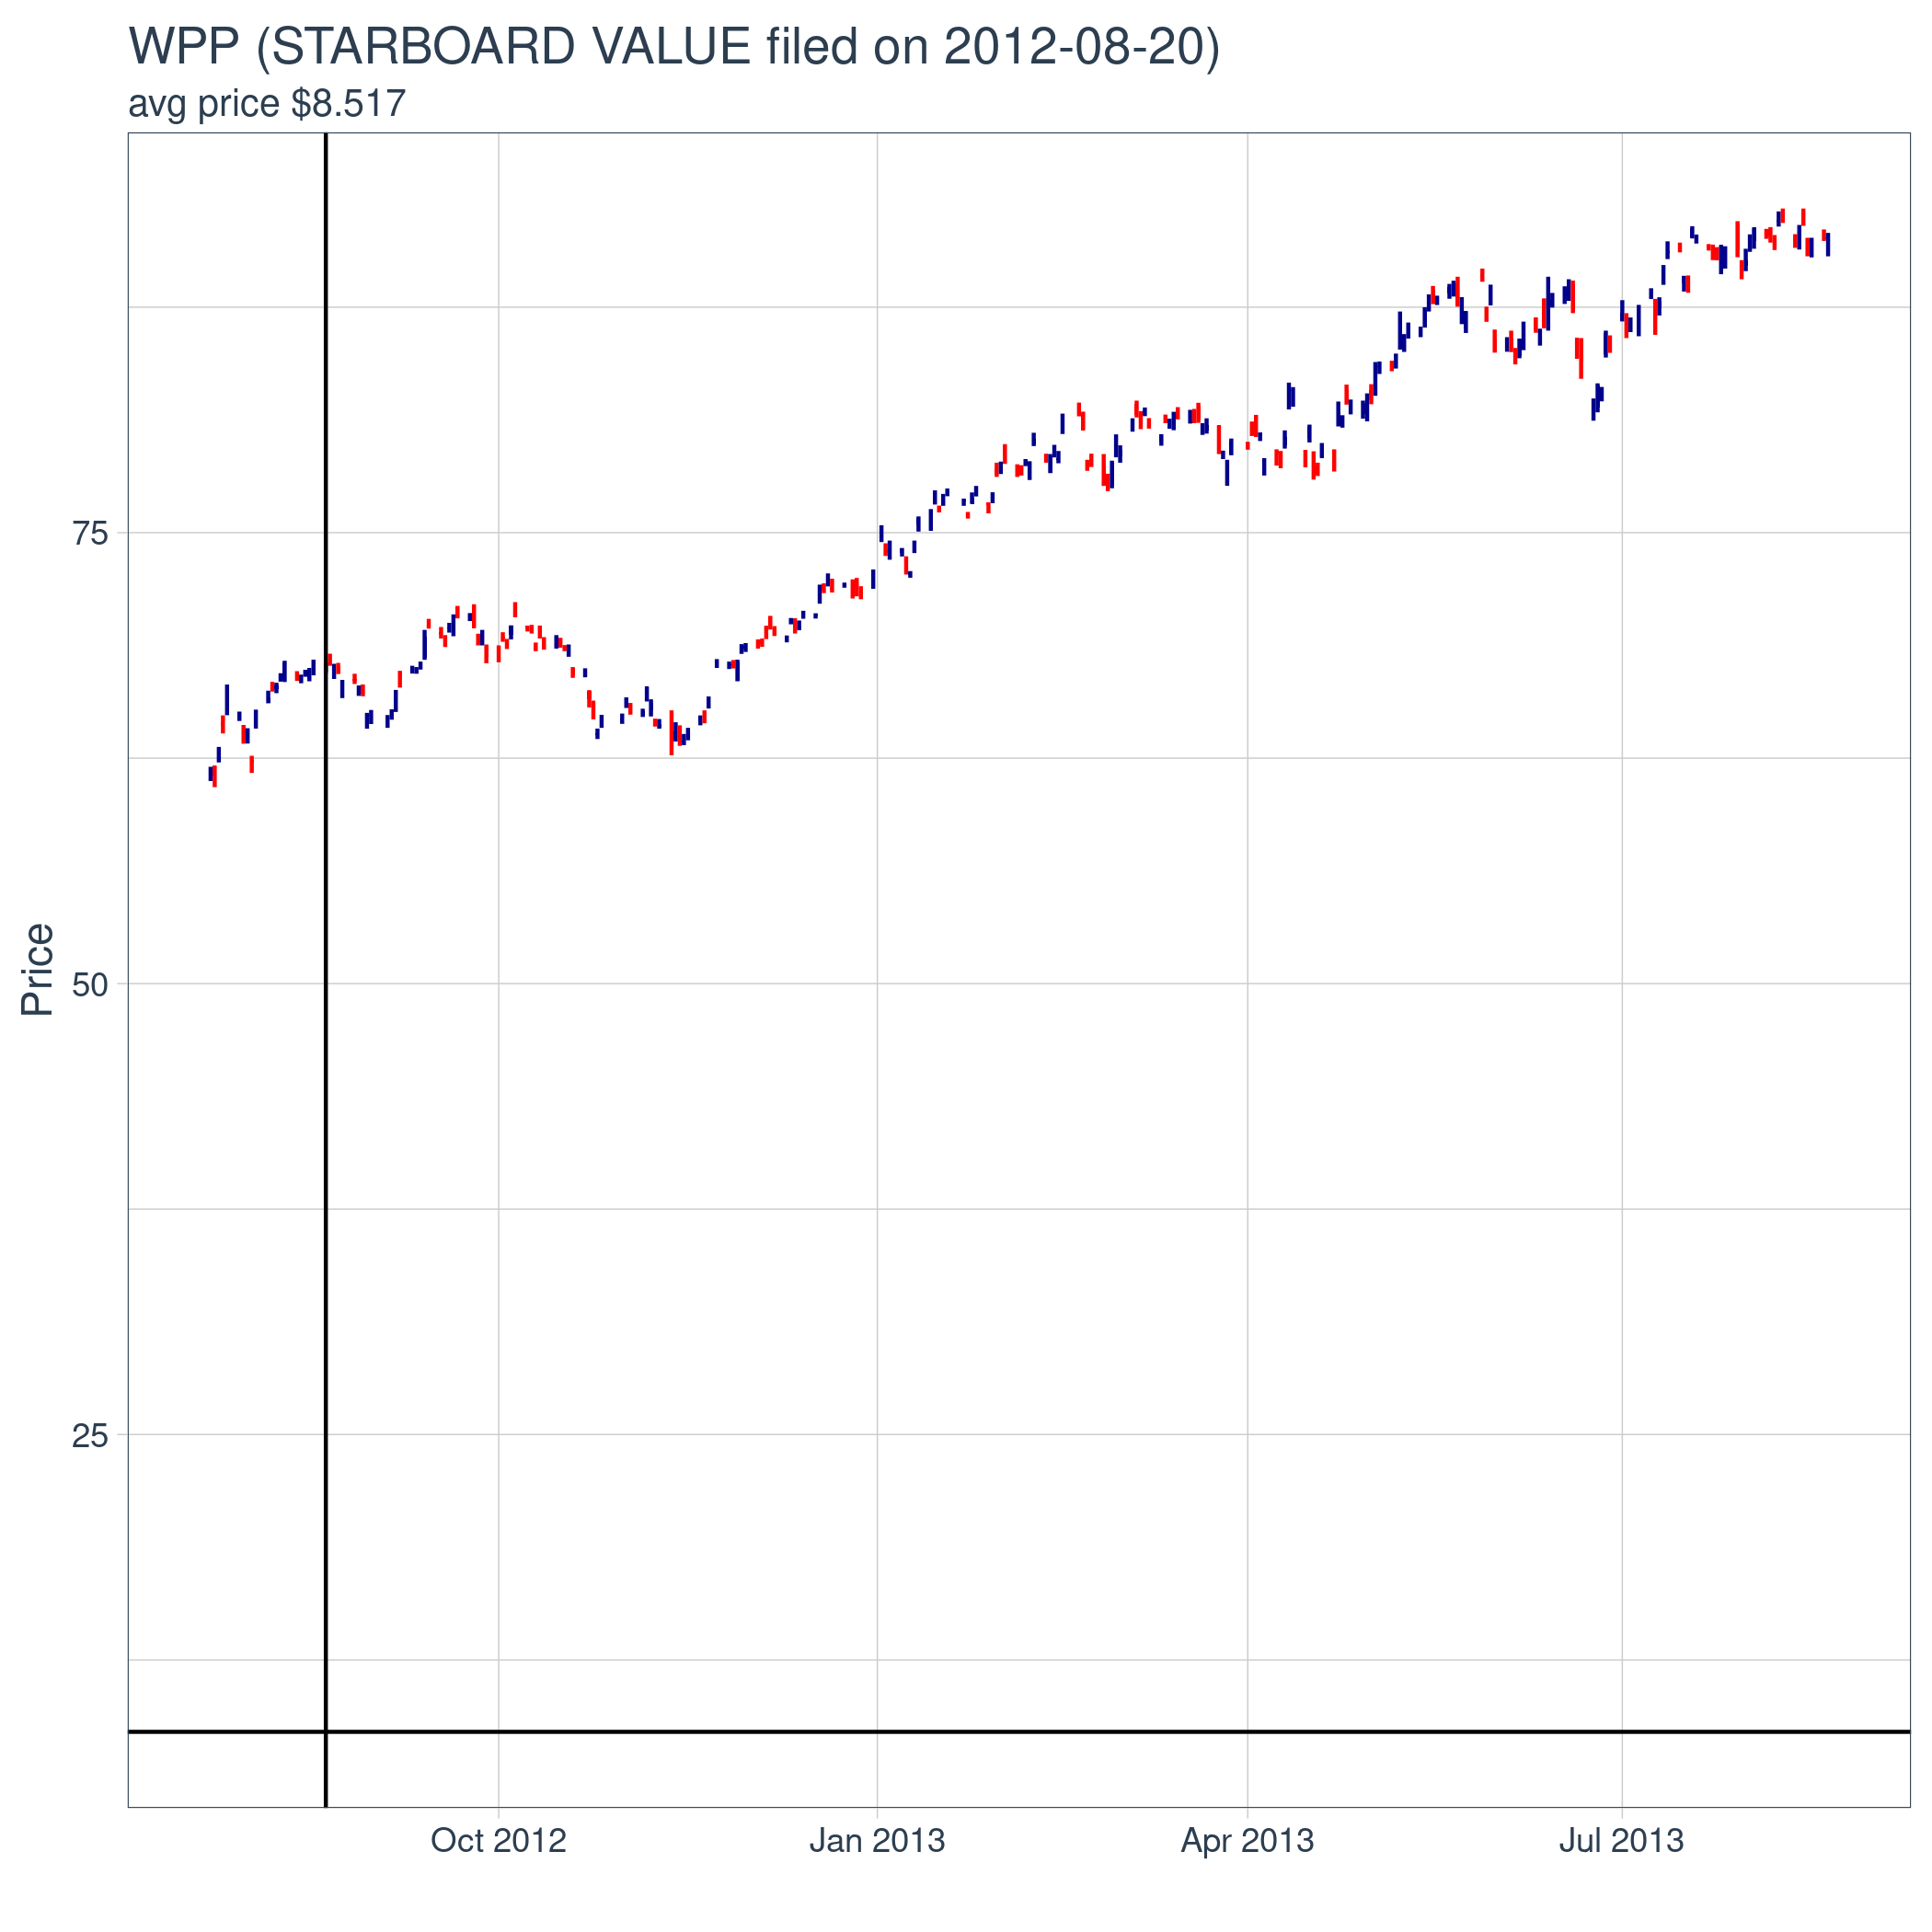 WPP (STARBOARD VALUE filed on 2012-08-20)
avg price $8.517
Price
75
50
25
Oct 2012
Jan 2013
Apr 2013
Jul 2013